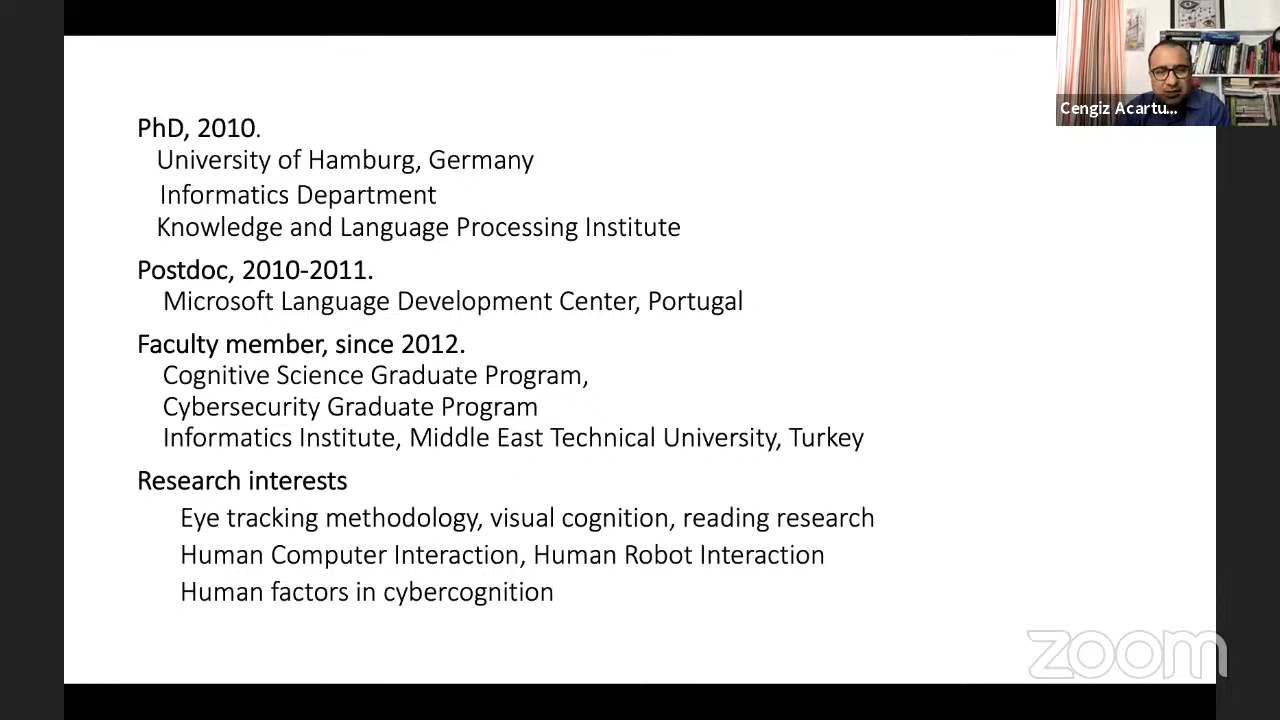 PhD, 2010.
University of Hamburg, Germany
Informatics Department
Knowledge and Language Processing Institute
Postdoc, 2010-2011.
Microsoft Language Development Center, Portugal
Faculty member, since 2012.
Cognitive Science Graduate Program,
Cybersecurity Graduate Program
Informatics Institute, Middle East Technical University, Turkey
Research interests
Eye tracking methodology, visual cognition, reading research
Human Computer Interaction, Human Robot Interaction
Human factors in cybercognition
Cengiz Acartu...
zoom